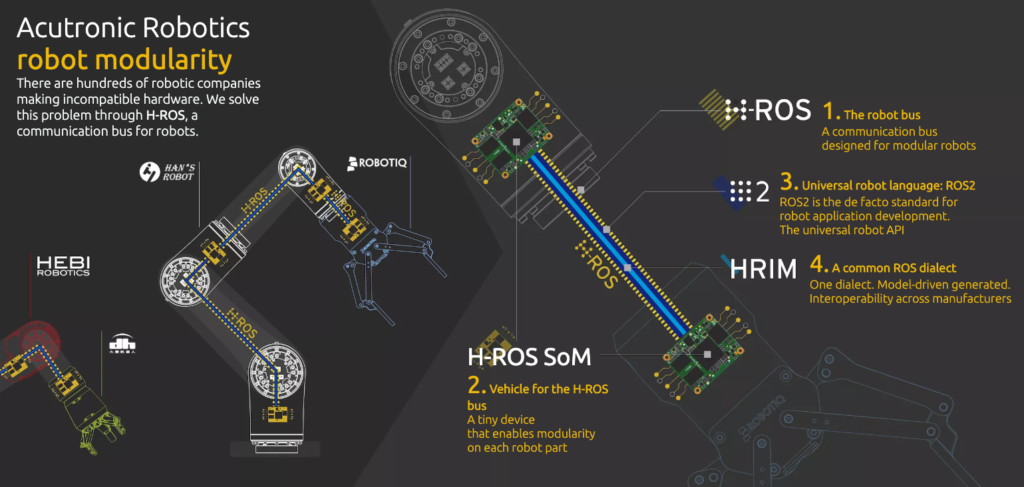 Acutronic Robotics
robot modularity
There are hundreds of robotic companies
making incompatible hardware. We solve
this problem through H-ROS, a
communication bus for robots.
HAN'S
ROBOT
ROBOTIQ
H-ROS
H-ROS
H-ROS
HEBI
ROBOTICS
dh
H-ROS
1. The robot bus
A communication bus
designed for modular robots
2
3. Universal robot language: ROS2
ROS2 is the de facto standard for
robot application development.
The universal robot API
HRIM
4. A common ROS dialect
One dialect. Model-driven generated.
Interoperability across manufacturers
H-ROS
H-ROS SoM
2. Vehicle for the H-ROS
bus
A tiny device
that enables modularity
on each robot part
ROBOTIQ